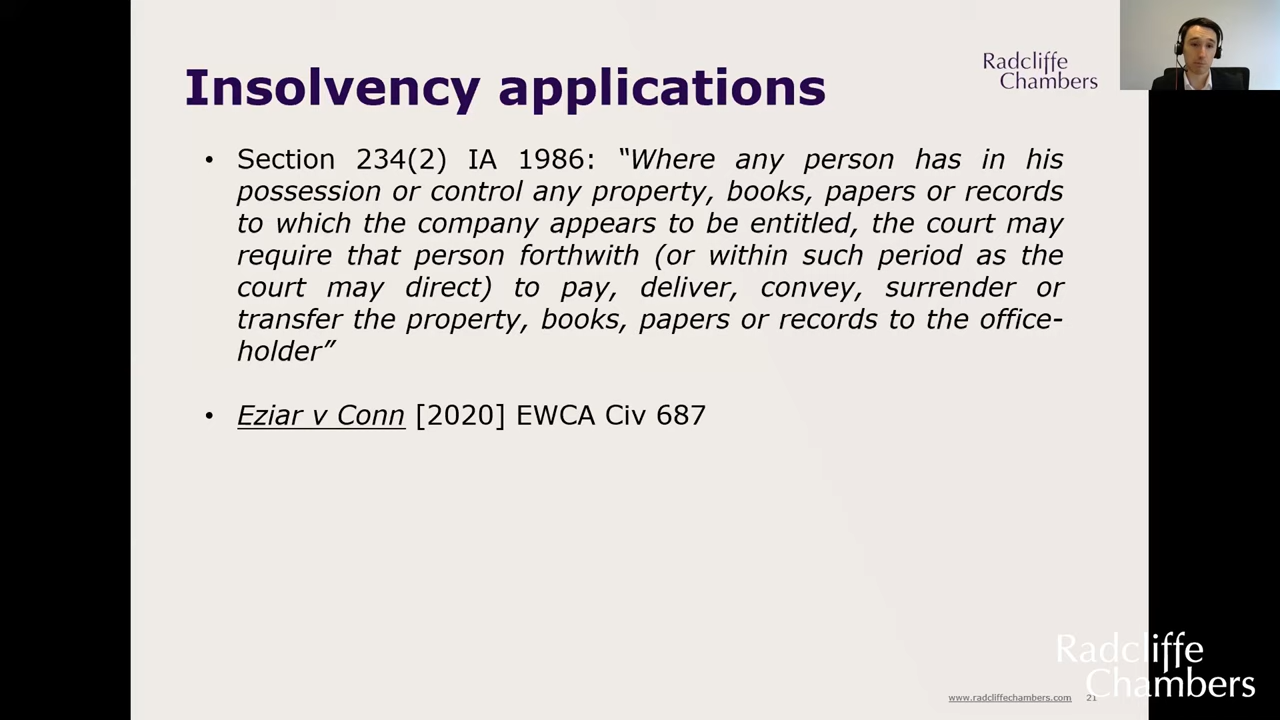 Insolvency applications
Radcliffe
Chambers
• Section 234(2) IA 1986: “Where any person has in his
possession or control any property, books, papers or records
to which the company appears to be entitled, the court may
require that person forthwith (or within such period as the
court may direct) to pay, deliver, convey, surrender or
transfer the property, books, papers or records to the office-
holder”
• Eziar v Conn [2020] EWCA Civ 687
Radcliffe
Chambers
www.radcliffechambers.com 21